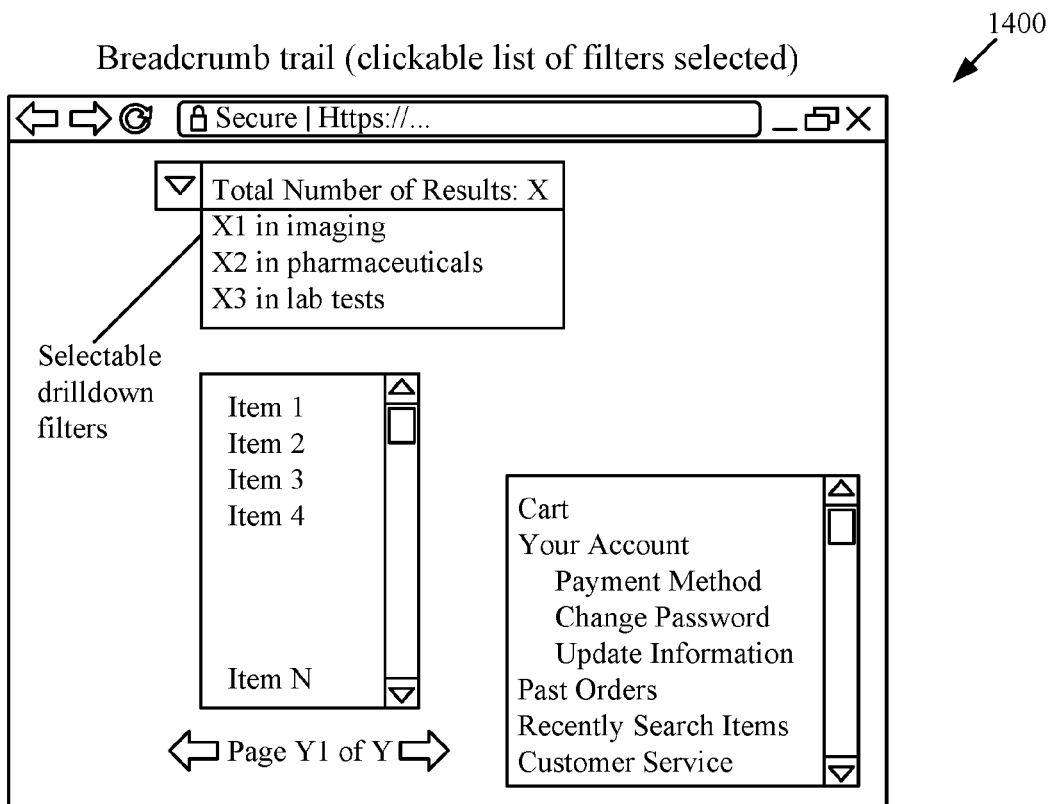 1400
Breadcrumb trail (clickable list of filters selected)
Secure | Https://...
Total Number of Results: X
X1 in imaging
X2 in pharmaceuticals
X3 in lab tests
Selectable
drilldown
filters
Item 1
Item 2
Item 3
Item 4
Item N
Page Y1 of Y
Cart
Your Account
Payment Method
Change Password
Update Information
Past Orders
Recently Search Items
Customer Service